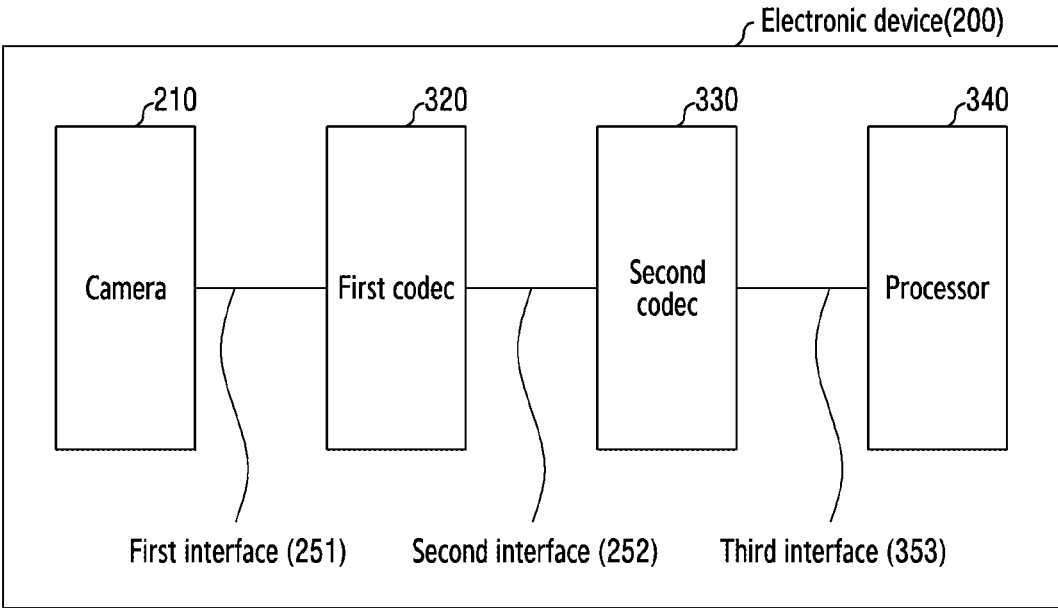 Electronic device(200)
210
320
330
340
Camera
First codec
Second
codec
Processor
First interface (251)
Second interface (252)
Third interface (353)